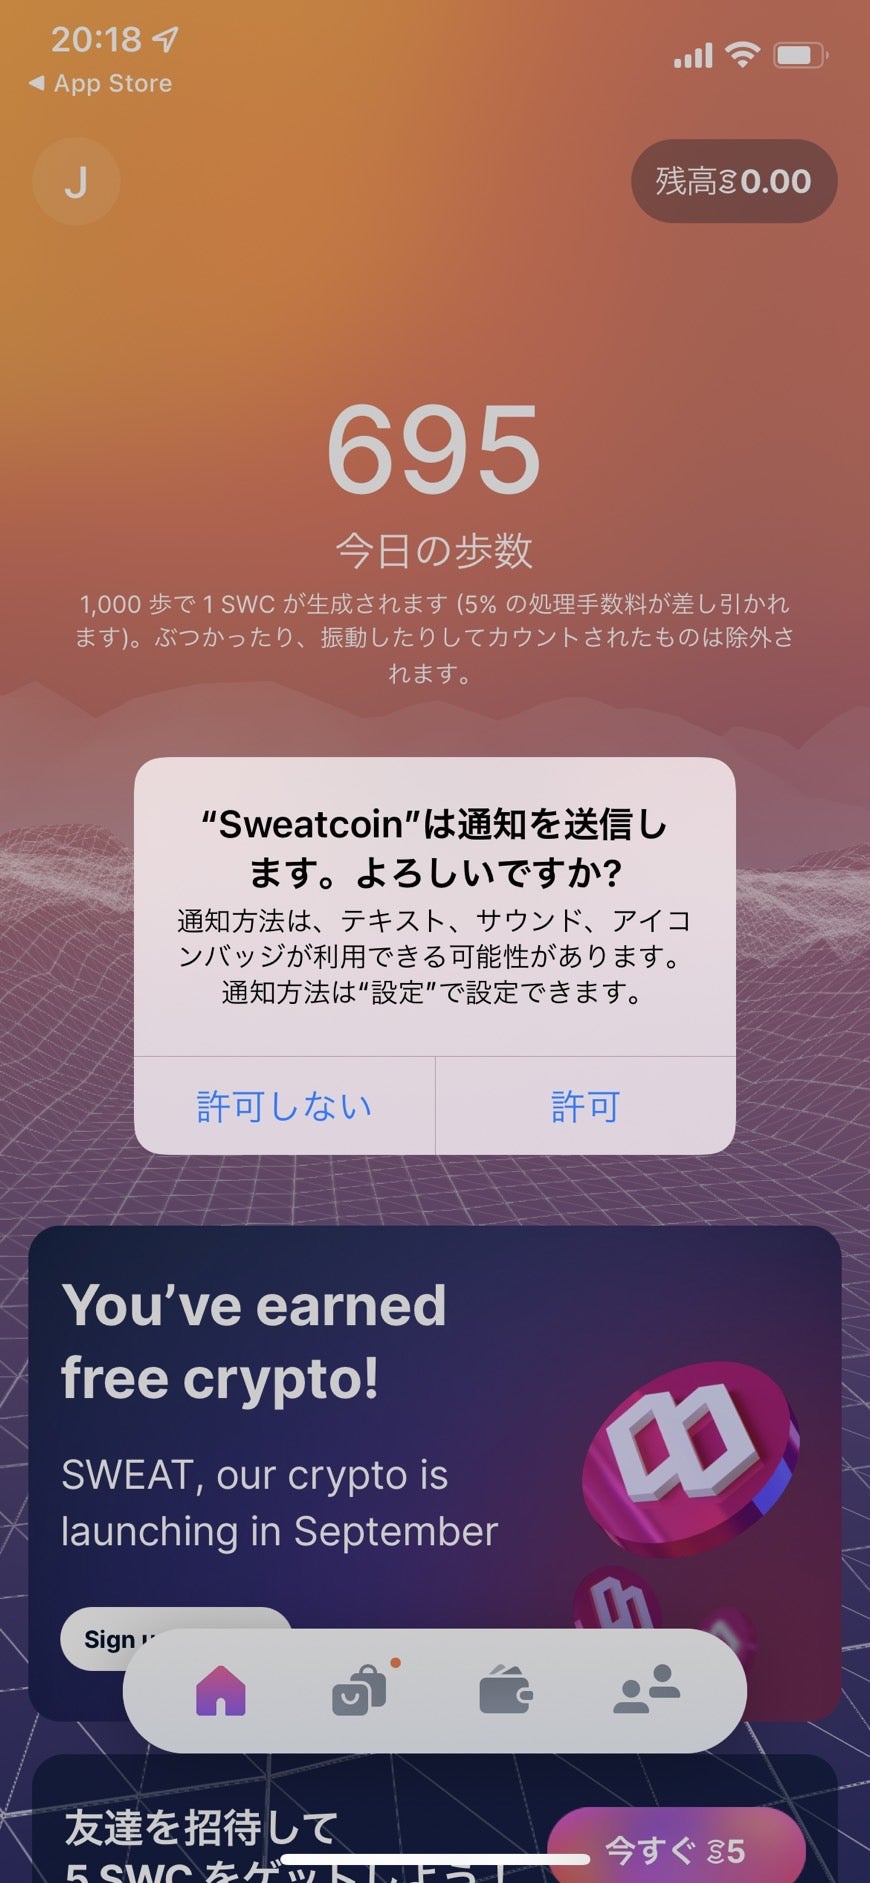 20:18
App Store
J
残高 0.00
695
今日の歩数
1,000 歩で 1 SWC が生成されます (5% の処理手数料が差し引かれ
ます)。ぶつかったり、振動したりしてカウントされたものは除外さ
れます。
“Sweatcoin”は通知を送信し
ます。よろしいですか?
通知方法は、テキスト、サウンド、アイコ
ンバッジが利用できる可能性があります。
通知方法は“設定”で設定できます。
許可しない
許可
You’ve earned
free crypto!
SWEAT, our crypto is
launching in September
Sign
友達を招待して
今すぐ 5
5 SWC をゲットしよう!